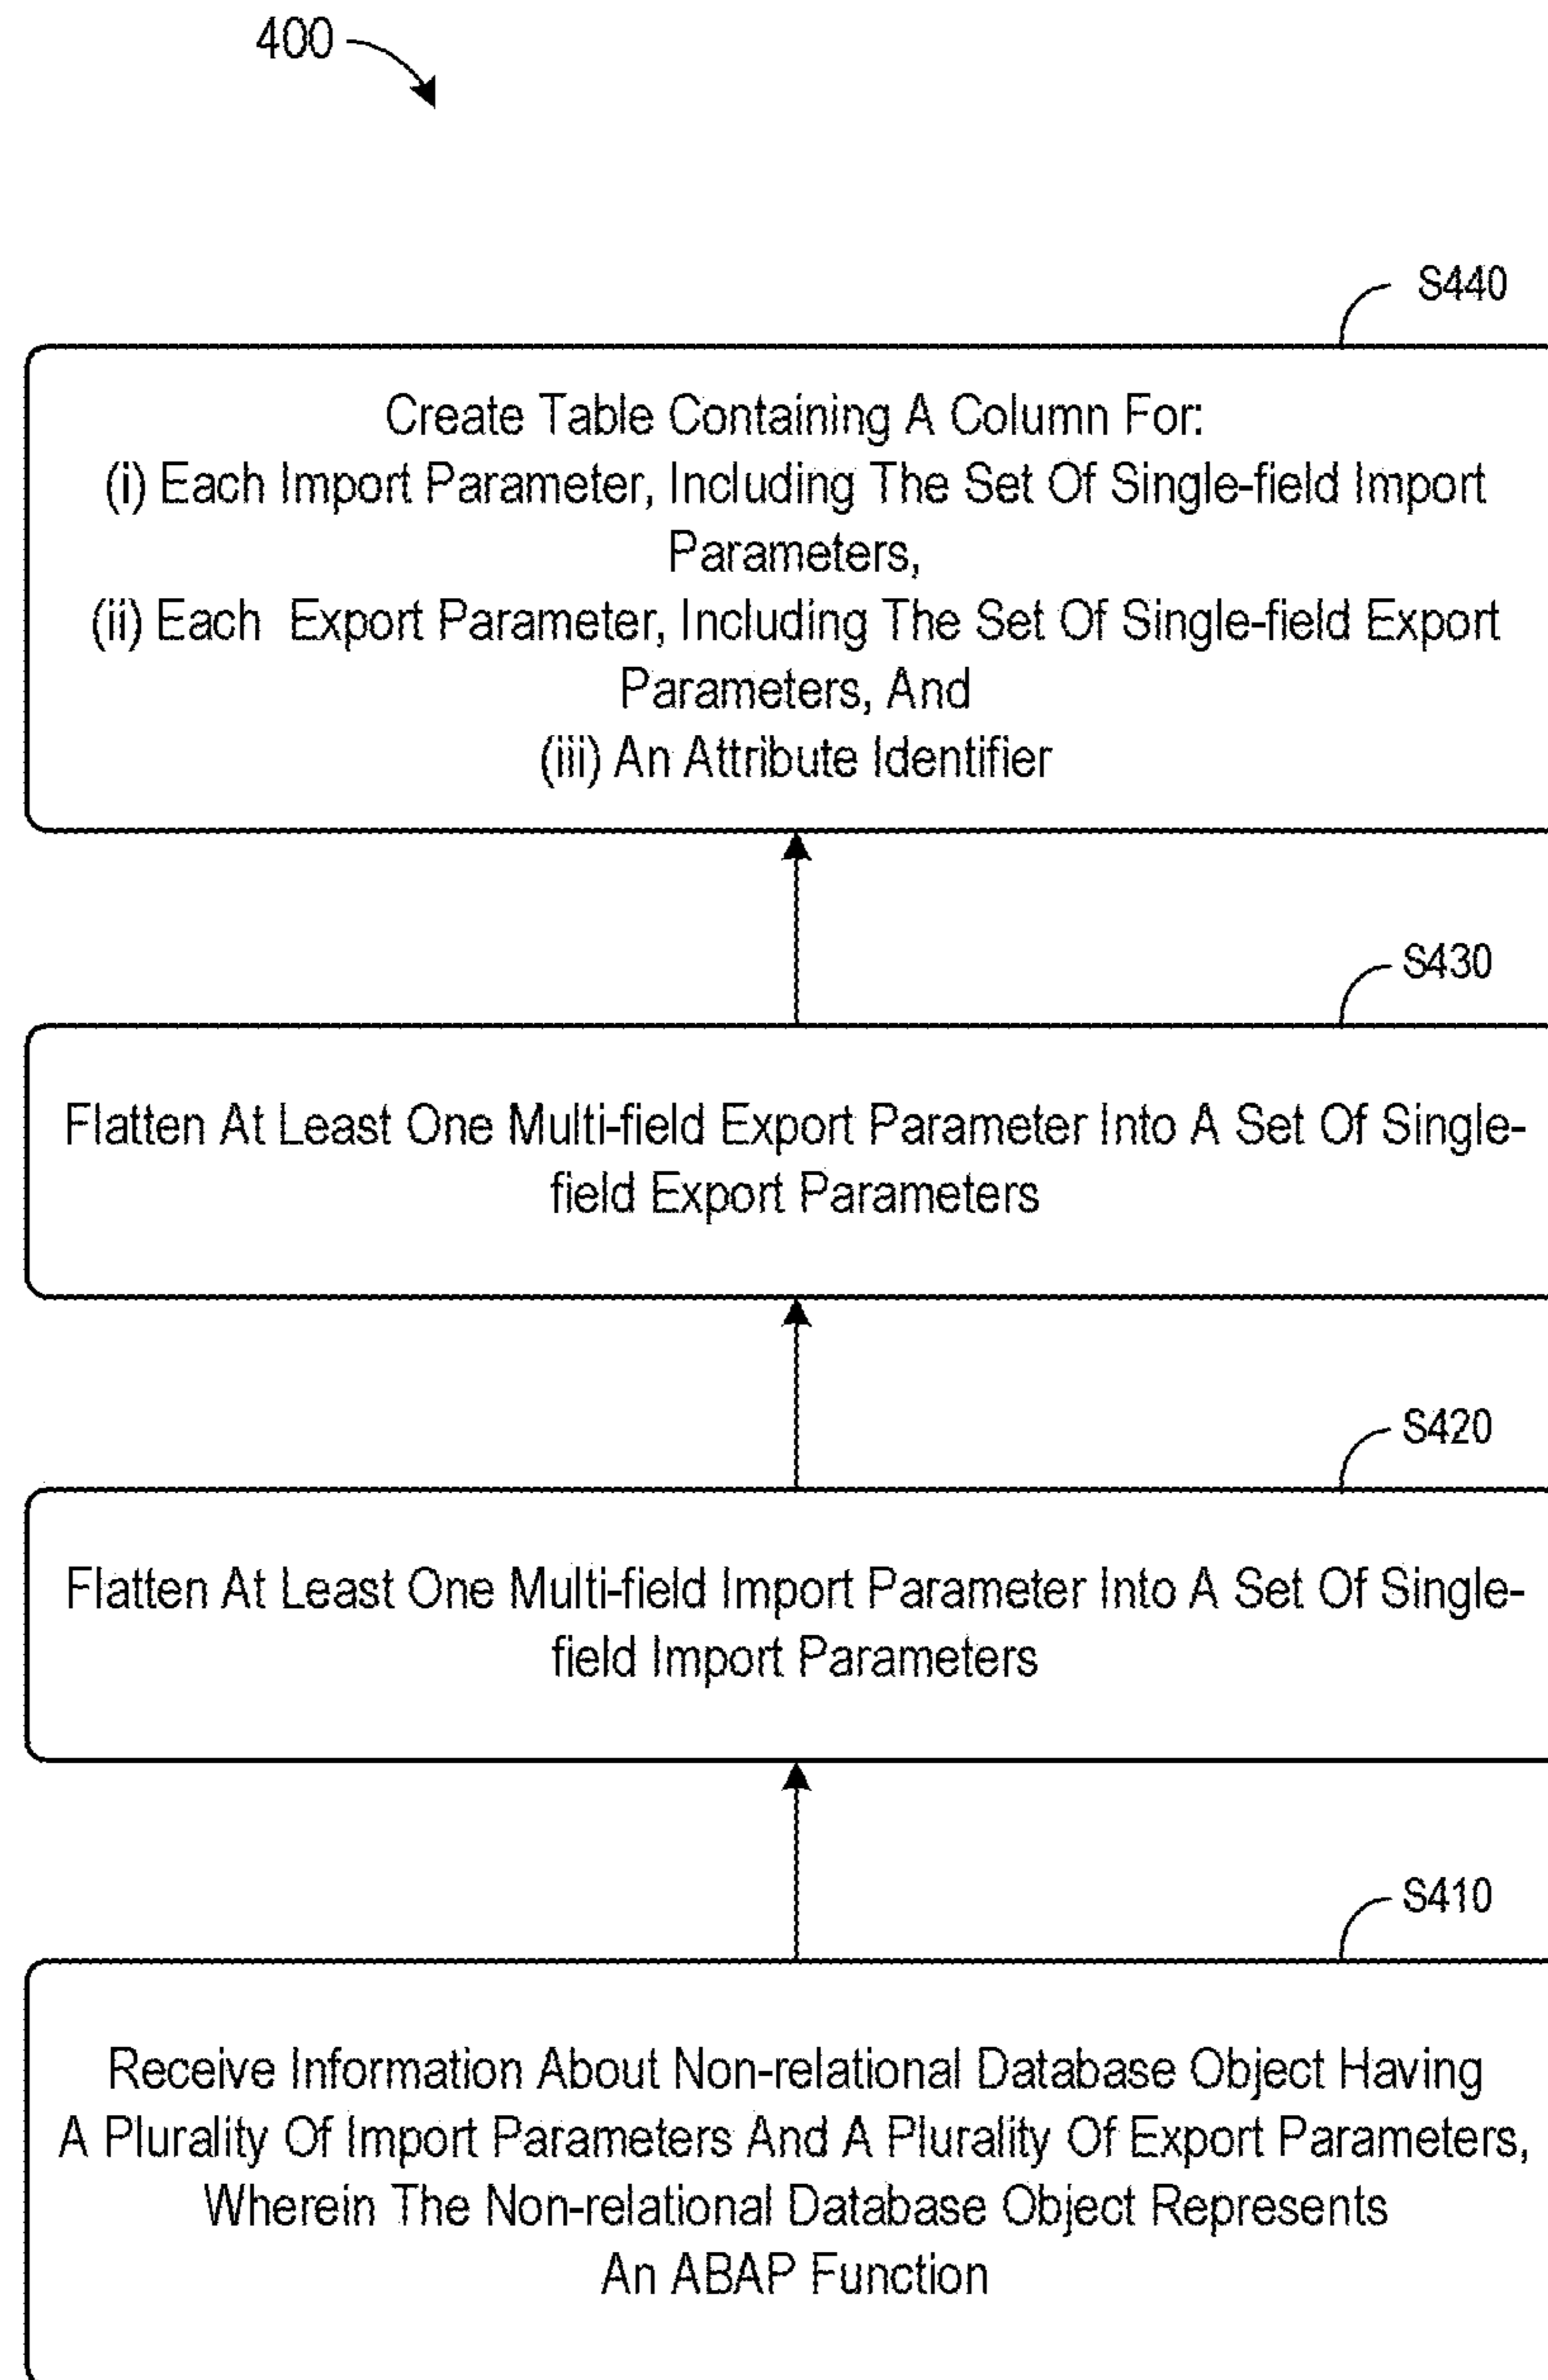 400
S440
Create Table Containing A Column For:
(i) Each Import Parameter, Including The Set Of Single-field Import
Parameters,
(ii) Each Export Parameter, Including The Set Of Single-field Export
Parameters, And
(iii) An Attribute Identifier
S430
Flatten At Least One Multi-field Export Parameter Into A Set Of Single-
field Export Parameters
S420
Flatten At Least One Multi-field Import Parameter Into A Set Of Single-
field Import Parameters
S410
Receive Information About Non-relational Database Object Having
A Plurality Of Import Parameters And A Plurality Of Export Parameters,
Wherein The Non-relational Database Object Represents
An ABAP Function